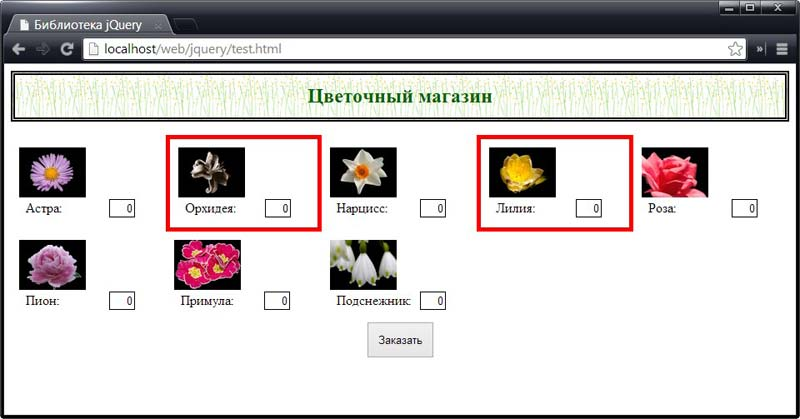 Библиотека jQuery
localhost/web/jquery/test.html
Цветочный магазин
Астра: 0 Орхидея: 0 Нарцисс: 0 Лилия: 0 Роза: 0
Пион: 0 Примула: 0 Подснежник: 0
Заказать